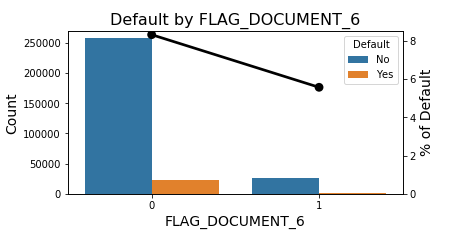 Default by FLAG_DOCUMENT_6
250000
200000
150000
100000
50000
0
Count
8
6
4
2
0
% of Default
Default
No
Yes
0
1
FLAG_DOCUMENT_6